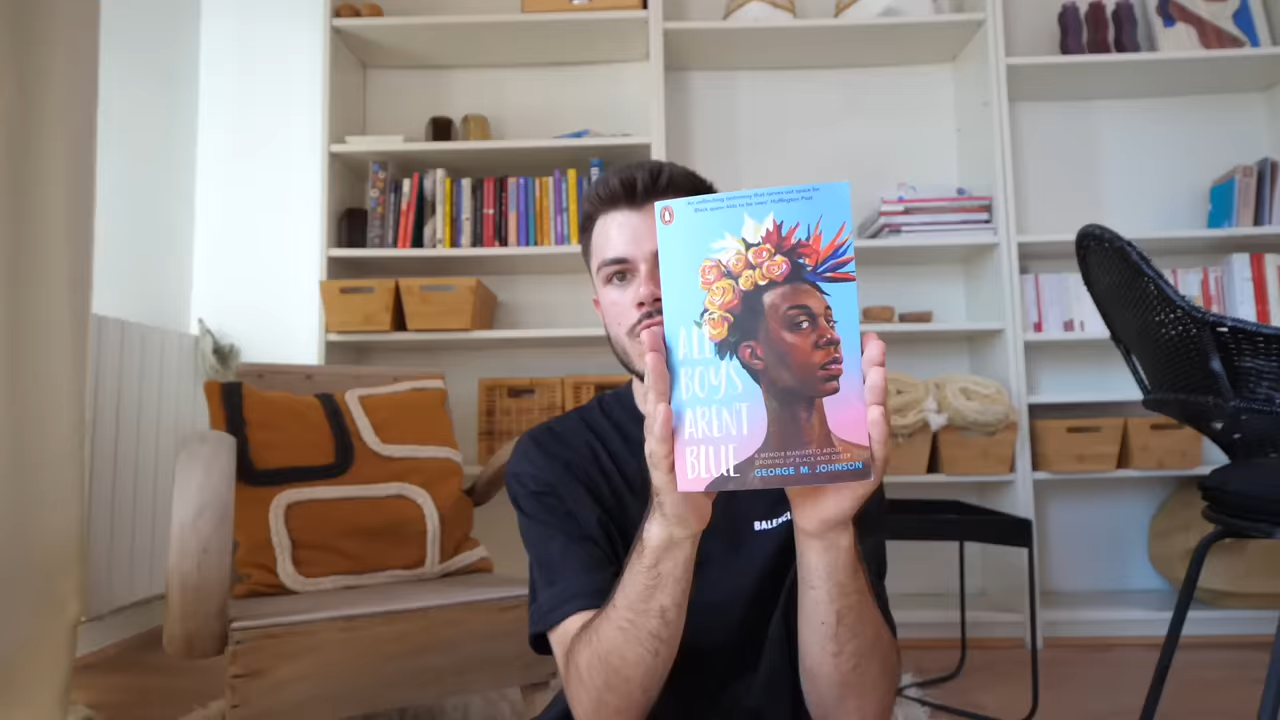 An unflinching testimony that carves out space for
Black queer kids to be seen' Huffington Post
ALL
BOYS
AREN'T
BLUE
A MEMOIR MANIFESTO ABOUT
GROWING UP BLACK AND QUEER
GEORGE M. JOHNSON